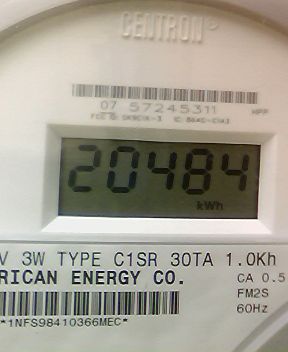 CENTRON®
07 57245311
20484
kWh
V 3W TYPE C1SR 30TA 1.0Kh
RICAN ENERGY CO.
CA 0.5
FM2S
60Hz
*1NFS98410366MEC*